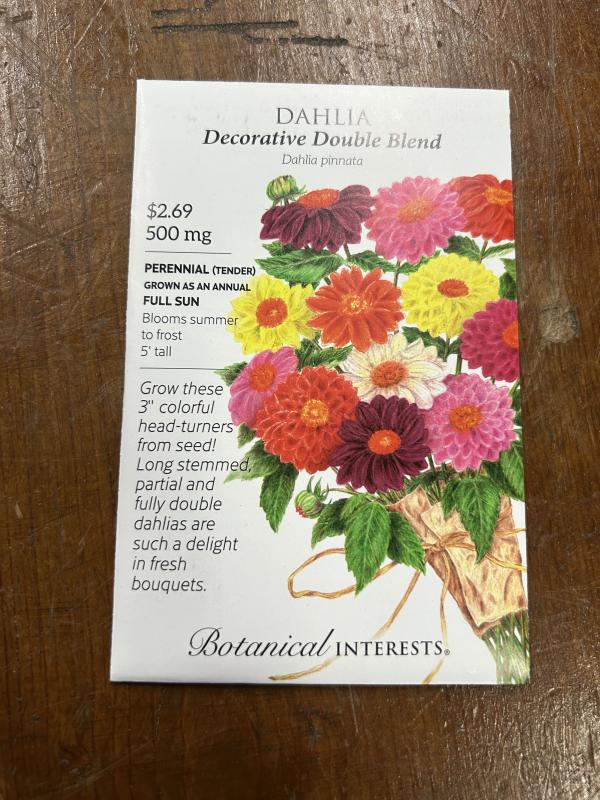 DAHLIA
Decorative Double Blend
Dahlia pinnata
$2.69
500 mg
PERENNIAL (TENDER)
GROWN AS AN ANNUAL
FULL SUN
Blooms summer
to frost
5' tall
Grow these
3" colorful
head-turners
from seed!
Long stemmed,
partial and
fully double
dahlias are
such a delight
in fresh
bouquets.
Botanical INTERESTS®